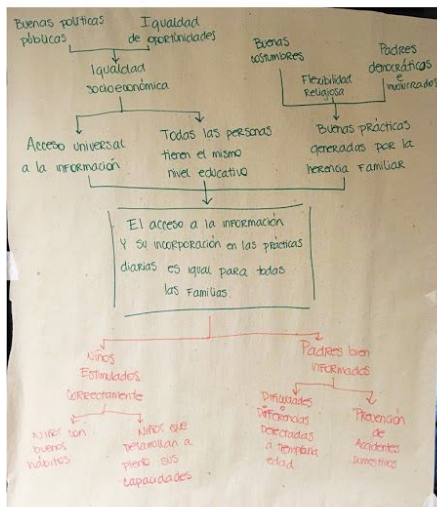 Buenas políticas
públicas
Igualdad
de oportunidades
Igualdad
socioeconómica
Buenas
costumbres
Flexibilidad
Religiosa
Padres
democráticos
e
involucrados
Acceso universal
a la información
Todas las personas
tienen el mismo
nivel educativo
Buenas prácticas
generadas por la
herencia Familiar
El acceso a la información
Y su incorporación en las prácticas
diarias es igual para todas
las Familias.
Niños
Estimulados
correctamente
Padres bien
informados
Niños con
buenos
hábitos
Niños que
desarrollan a
pleno sus
capacidades
Dificultades
o
Diferencias
Detectadas
a temprana
edad
Prevención
de
Accidentes
Domésticos